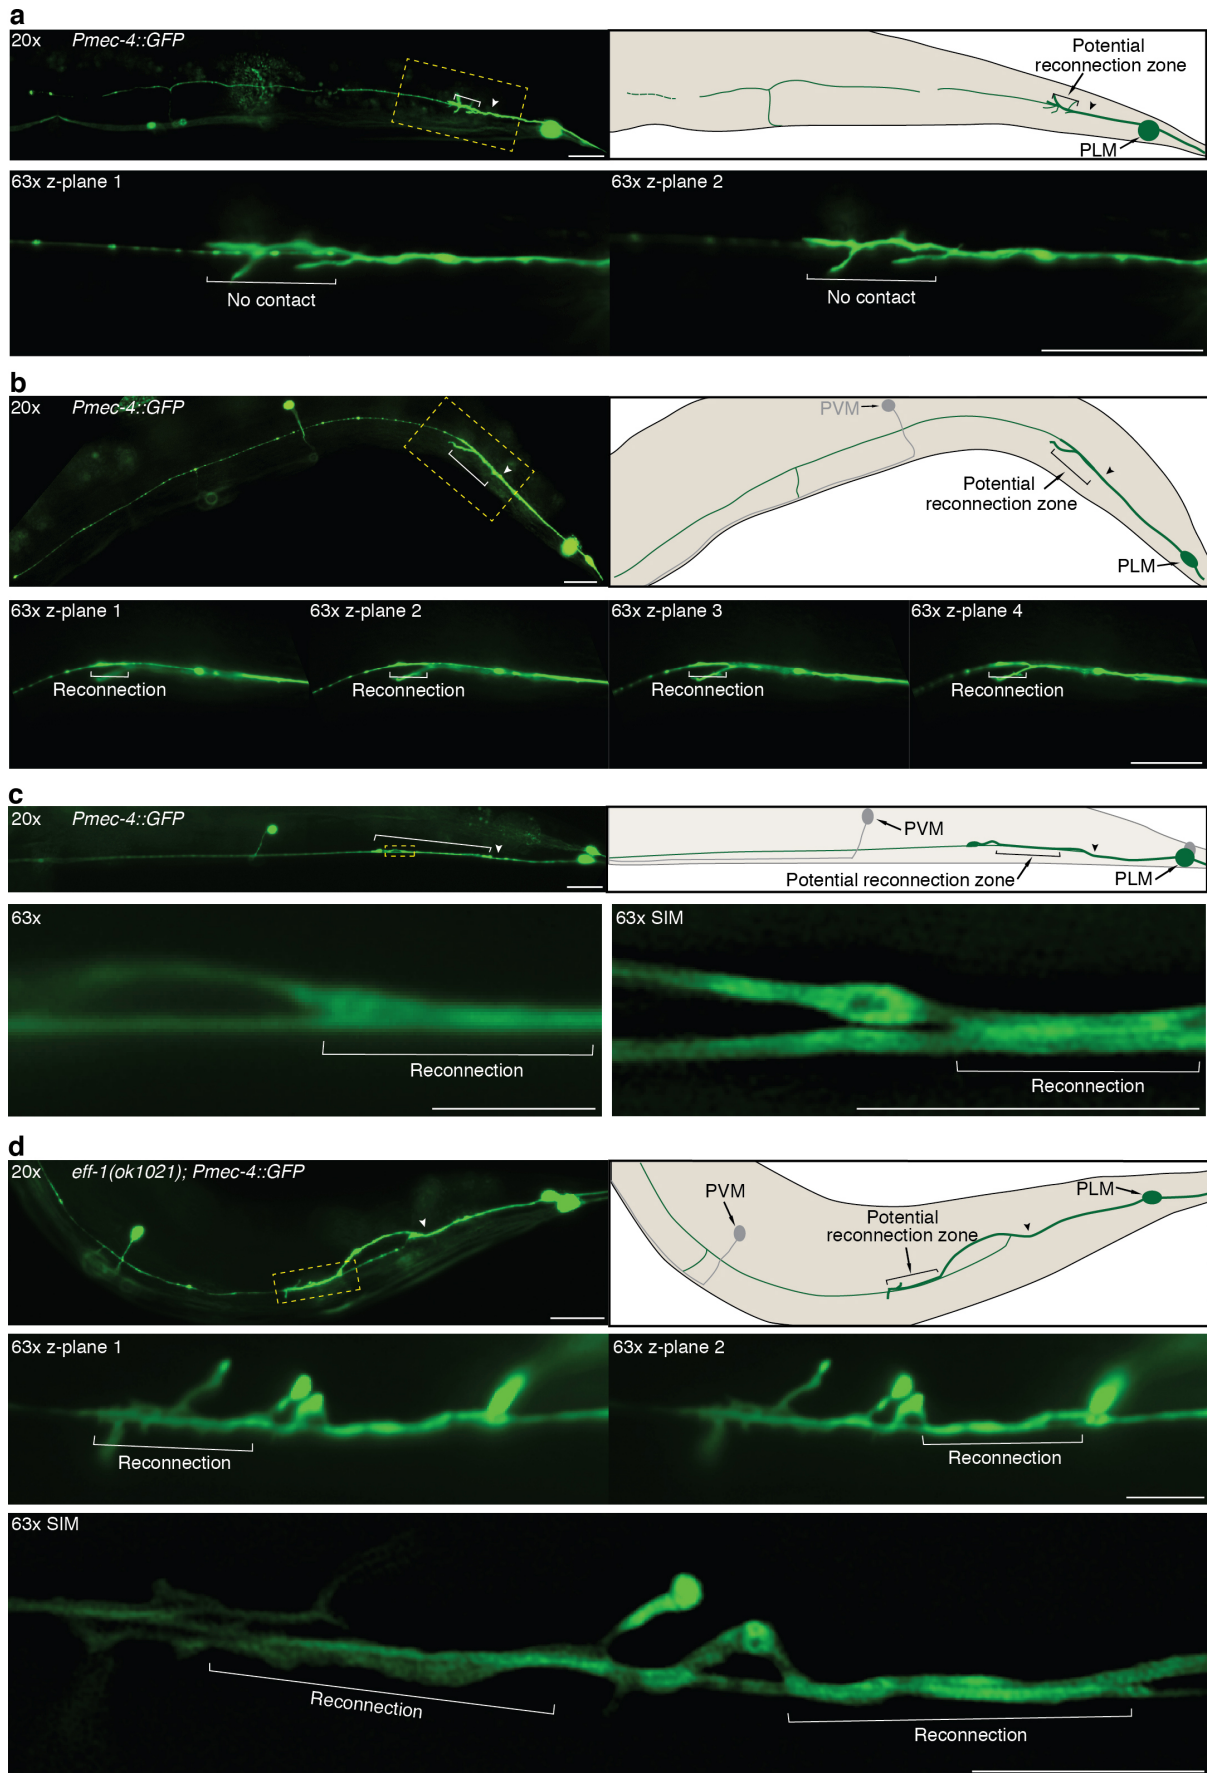 a
20x Pmec-4::GFP
Potential
reconnection zone
PLM
63x z-plane 1
63x z-plane 2
No contact
No contact
b
20x Pmec-4::GFP
PVM
Potential
reconnection zone
PLM
63x z-plane 1
63x z-plane 2
63x z-plane 3
63x z-plane 4
Reconnection
Reconnection
Reconnection
Reconnection
c
20x Pmec-4::GFP
PVM
Potential reconnection zone
PLM
63x
63x SIM
Reconnection
Reconnection
d
20x eff-1(ok1021); Pmec-4::GFP
PVM
PLM
Potential
reconnection zone
63x z-plane 1
63x z-plane 2
Reconnection
Reconnection
63x SIM
Reconnection
Reconnection